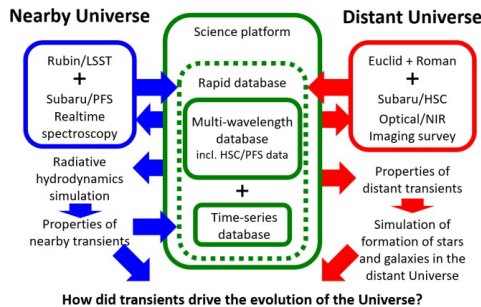 Nearby Universe
Rubin/LSST
+
Subaru/PFS
Realtime
spectroscopy
Radiative
hydrodynamics
simulation
Properties of
nearby transients
Science platform
Rapid database
Multi-wavelength
database
incl. HSC/PFS data
+
Time-series
database
Distant Universe
Euclid + Roman
+
Subaru/HSC
Optical/NIR
Imaging survey
Properties of
distant transients
Simulation of
formation of stars
and galaxies in the
distant Universe
How did transients drive the evolution of the Universe?